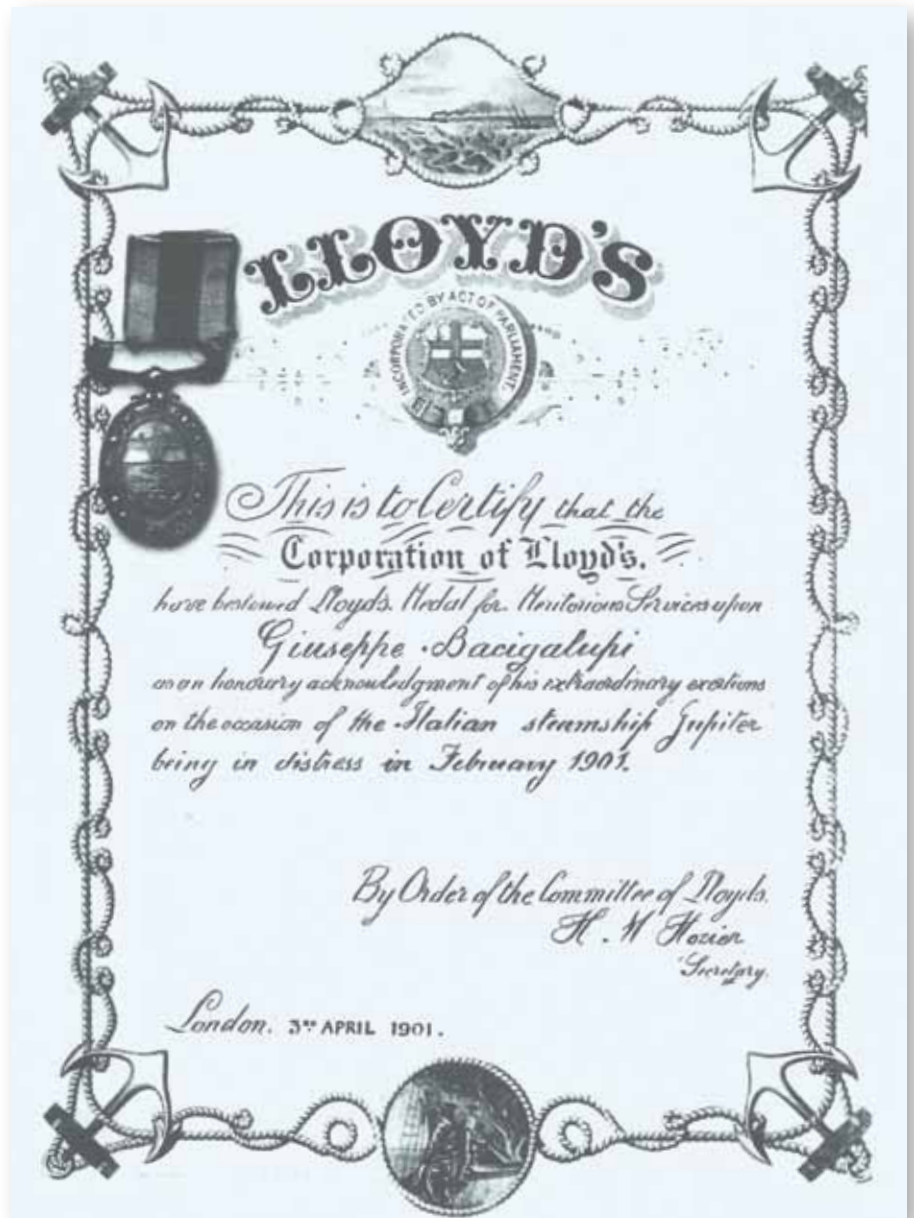 LLOYD'S
INCORPORATED BY ACT OF PARLIAMENT.
This is to Certify that the
Corporation of Lloyd's.
have bestowed Lloyd's Medal for Meritorious Services upon
Giuseppe Bacigalupi
as an honorary acknowledgment of his extraordinary exertions
on the occasion of the Italian steamship Jupiter
being in distress in February 1901.
By Order of the Committee of Lloyds.
H. M Hozier
Secretary.
London. 3RD APRIL 1901.